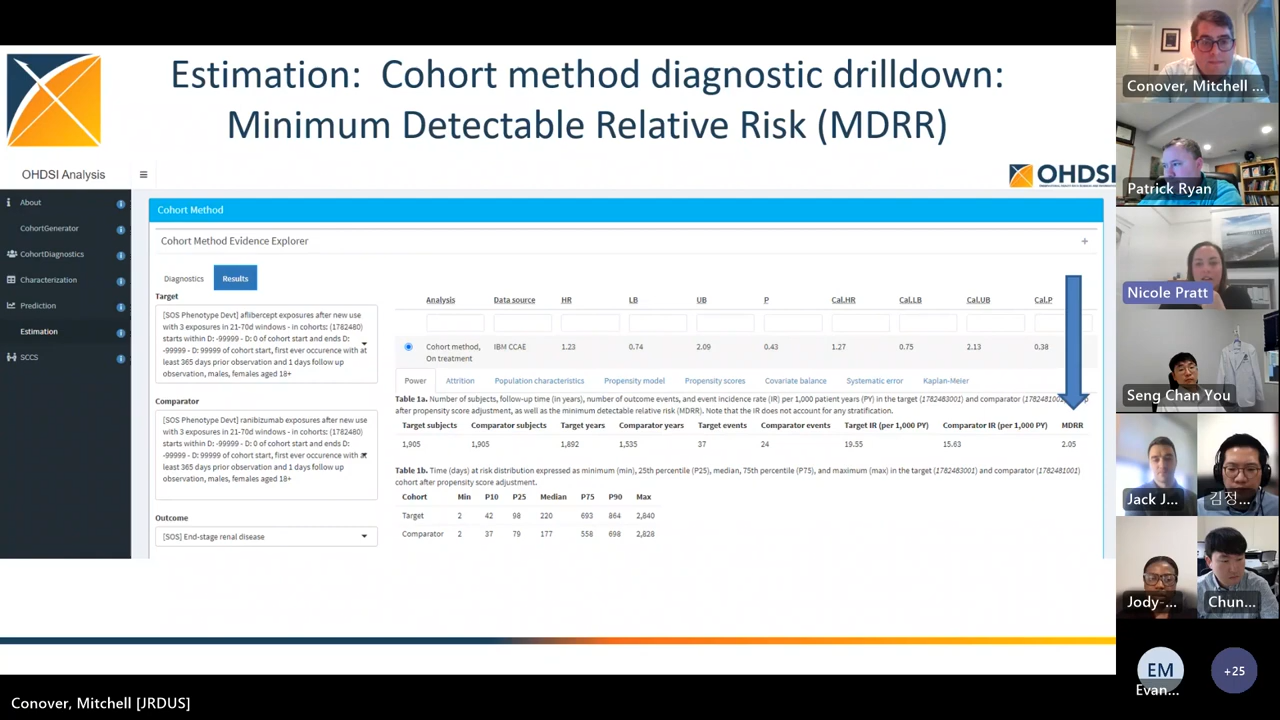 Estimation: Cohort method diagnostic drilldown:
Minimum Detectable Relative Risk (MDRR)
OHDSI Analysis
OHDSI
About
CohortGenerator
CohortDiagnostics
Characterization
Prediction
Estimation
SCCS
Cohort Method
Cohort Method Evidence Explorer
+
Diagnostics
Results
Target
[SOS Phenotype Devt] aflibercept exposures after new use
with 3 exposures in 21-70d windows - in cohorts: (1782480)
starts within D: -99999 - D: 0 of cohort start and ends D:
-99999 - D: 99999 of cohort start, first ever occurence with at
least 365 days prior observation and 1 days follow up
observation, males, females aged 18+
Comparator
[SOS Phenotype Devt] ranibizumab exposures after new use
with 3 exposures in 21-70d windows - in cohorts: (1782480)
starts within D: -99999 - D: 0 of cohort start and ends D:
-99999 - D: 99999 of cohort start, first ever occurence with at
least 365 days prior observation and 1 days follow up
observation, males, females aged 18+
Outcome
[SOS] End-stage renal disease
Analysis Data source HR LB UB P Cal.HR Cal.LB Cal.UB Cal.P
Cohort method, IBM CCAE 1.23 0.74 2.09 0.43 1.27 0.75 2.13 0.38
On treatment
Power Attrition Population characteristics Propensity model Propensity scores Covariate balance Systematic error Kaplan-Meier
Table 1a. Number of subjects, follow-up time (in years), number of outcome events, and event incidence rate (IR) per 1,000 patient years (PY) in the target (1782483001) and comparator
after propensity score adjustment, as well as the minimum detectable relative risk (MDRR). Note that the IR does not account for any stratification.
Target subjects Comparator subjects Target years Comparator years Target events Comparator events Target IR (per 1,000 PY) Comparator IR (per 1,000 PY) MDRR
1,905 1,905 1,892 1,535 37 24 19.55 15.63 2.05
Table 1b. Time (days) at risk distribution expressed as minimum (min), 25th percentile (P25), median, 75th percentile (P75), and maximum (max) in the target (1782483001) and comparator (1782481001)
cohort after propensity score adjustment.
Cohort Min P10 P25 Median P75 P90 Max
Target 2 42 98 220 693 864 2,840
Comparator 2 37 79 177 558 698 2,828
Conover, Mitchell ...
Patrick Ryan
Nicole Pratt
Seng Chan You
Jack J...
김정...
Jody-...
Chun...
EM
Evan...
+25
Conover, Mitchell [JRDUS]